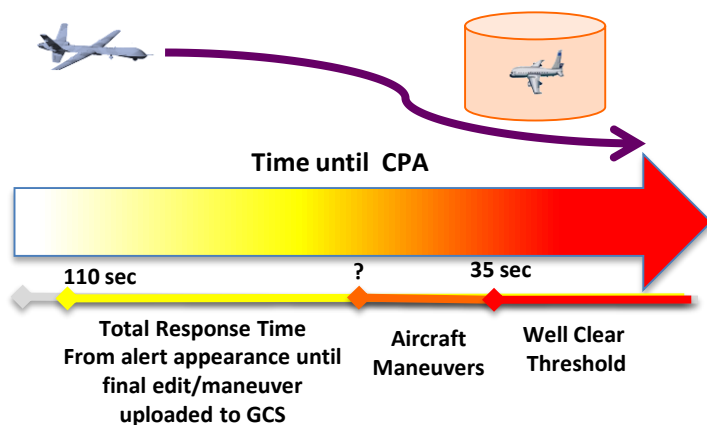 Time until CPA
110 sec
?
35 sec
Total Response Time
From alert appearance until
final edit/maneuver
uploaded to GCS
Aircraft
Maneuvers
Well Clear
Threshold